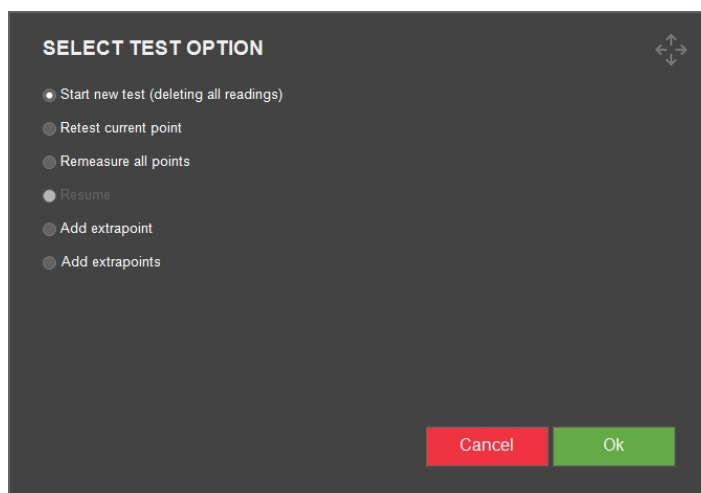 SELECT TEST OPTION
Start new test (deleting all readings)
Retest current point
Remeasure all points
Resume
Add extrapoint
Add extrapoints
Cancel
Ok